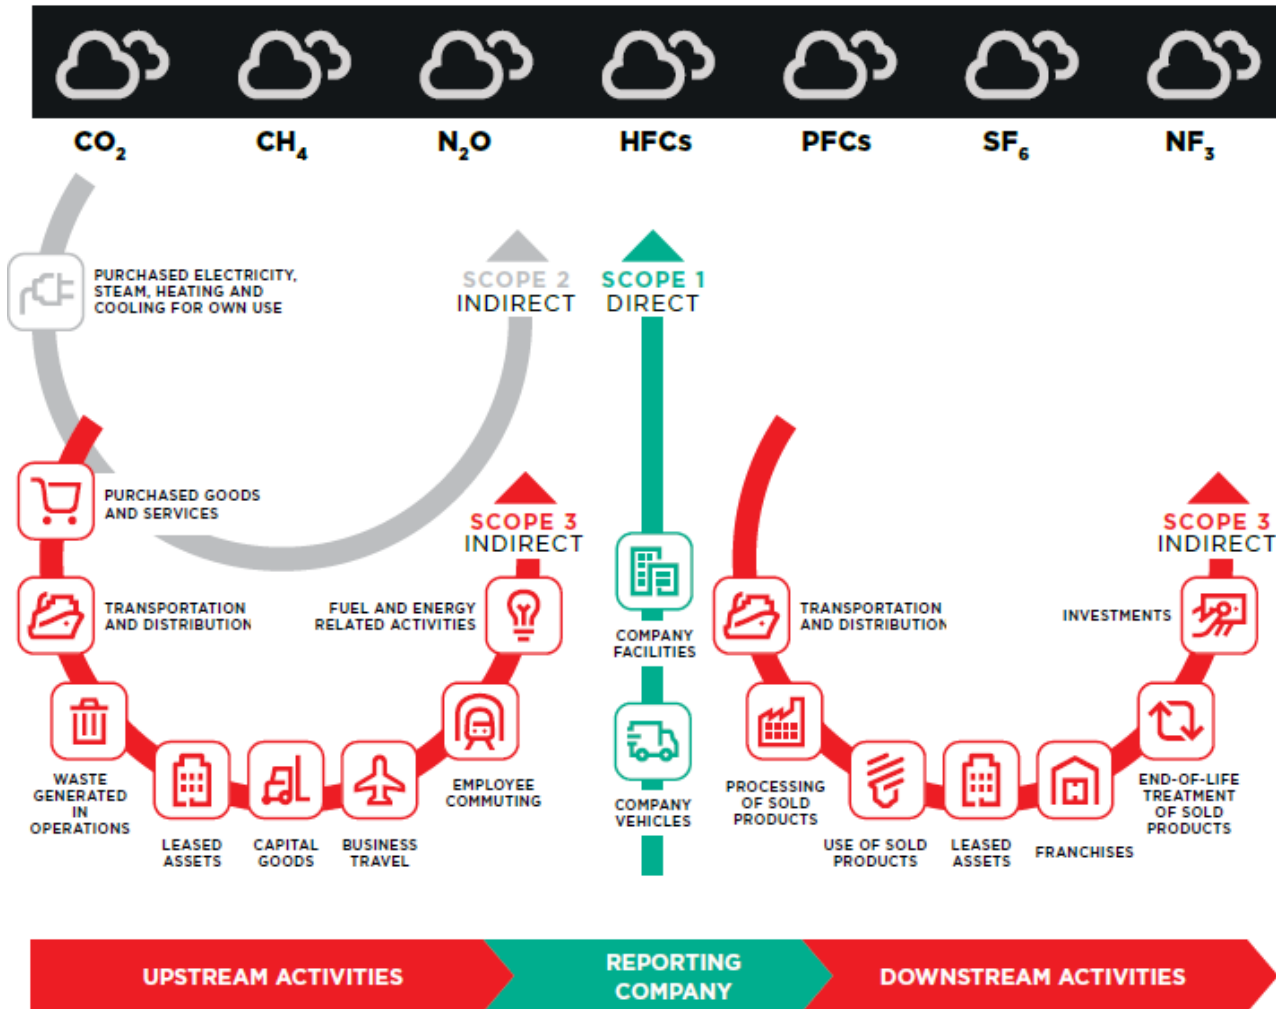 CO2
CH4
N2O
HFCs
PFCs
SF6
NF3
PURCHASED ELECTRICITY,
STEAM, HEATING AND
COOLING FOR OWN USE
SCOPE 2
INDIRECT
SCOPE 1
DIRECT
PURCHASED GOODS
AND SERVICES
SCOPE 3
INDIRECT
SCOPE 3
INDIRECT
TRANSPORTATION
AND DISTRIBUTION
FUEL AND ENERGY
RELATED ACTIVITIES
COMPANY
FACILITIES
TRANSPORTATION
AND DISTRIBUTION
INVESTMENTS
WASTE
GENERATED
IN
OPERATIONS
LEASED
ASSETS
CAPITAL
GOODS
BUSINESS
TRAVEL
EMPLOYEE
COMMUTING
COMPANY
VEHICLES
PROCESSING
OF SOLD
PRODUCTS
USE OF SOLD
PRODUCTS
LEASED
ASSETS
FRANCHISES
END-OF-LIFE
TREATMENT
OF SOLD
PRODUCTS
UPSTREAM ACTIVITIES
REPORTING
COMPANY
DOWNSTREAM ACTIVITIES